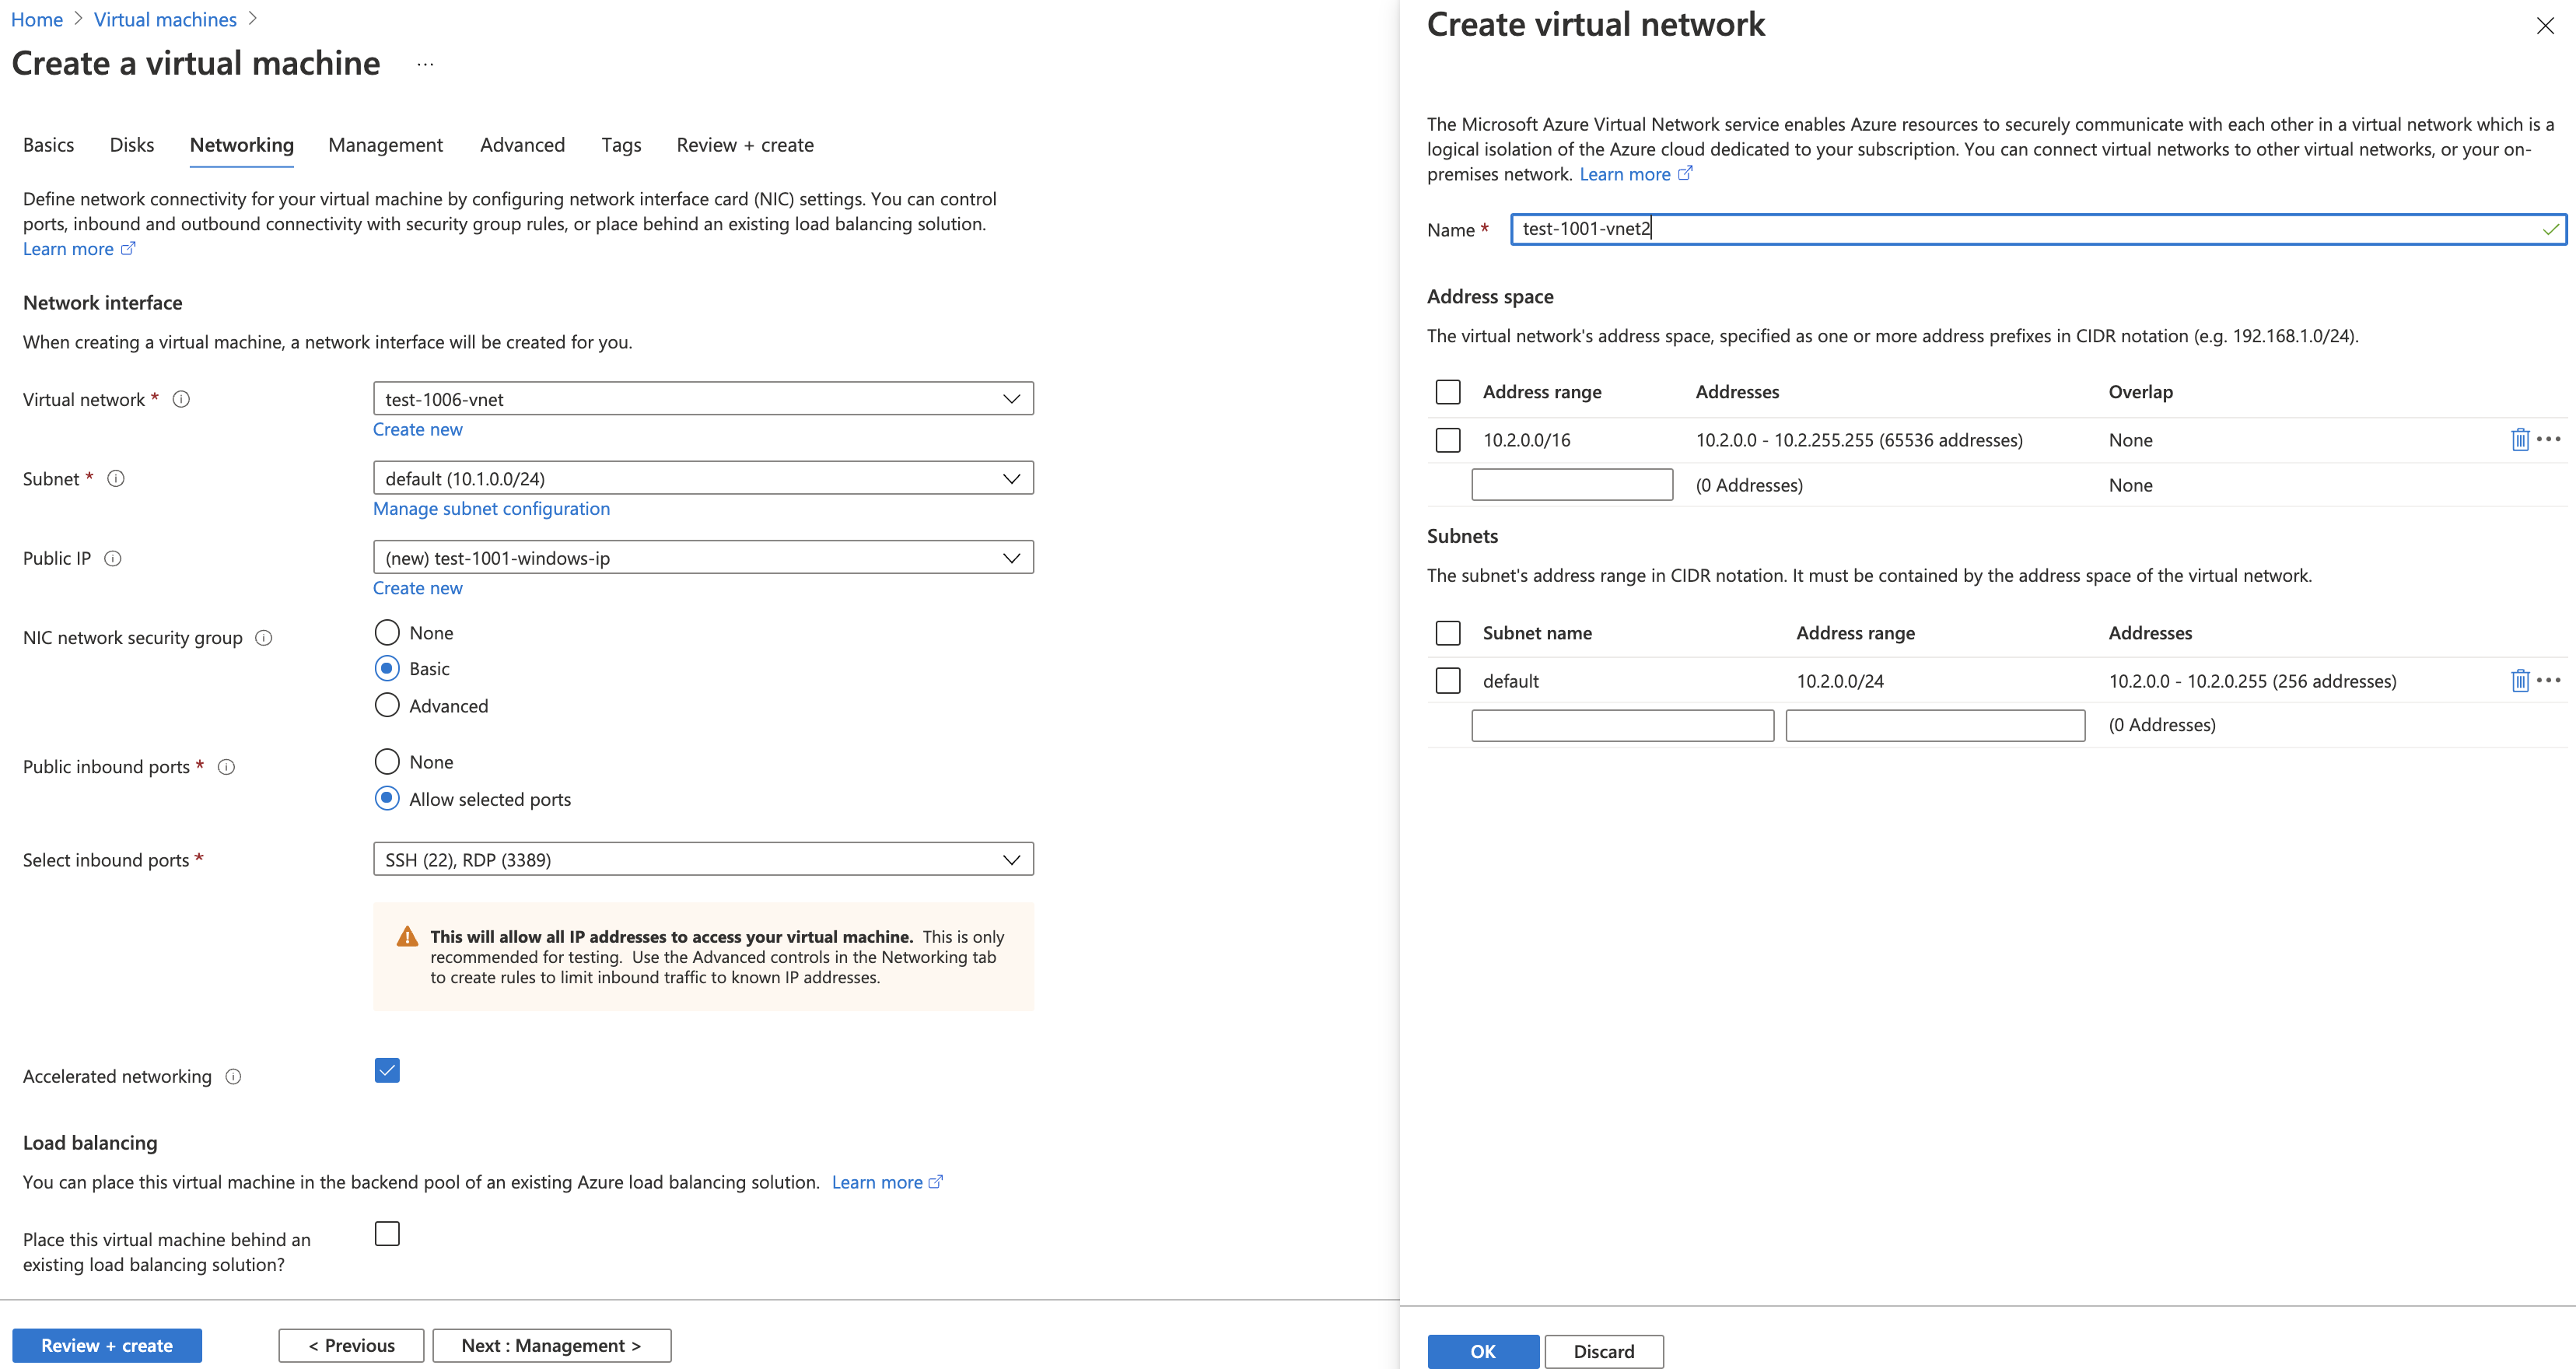 Home > Virtual machines >
Create a virtual machine ...
Basics Disks Networking Management Advanced Tags Review + create
Define network connectivity for your virtual machine by configuring network interface card (NIC) settings. You can control
ports, inbound and outbound connectivity with security group rules, or place behind an existing load balancing solution.
Learn more
Network interface
When creating a virtual machine, a network interface will be created for you.
Virtual network *
test-1006-vnet
Create new
Subnet *
default (10.1.0.0/24)
Manage subnet configuration
Public IP
(new) test-1001-windows-ip
Create new
NIC network security group
None
Basic
Advanced
Public inbound ports *
None
Allow selected ports
Select inbound ports *
SSH (22), RDP (3389)
This will allow all IP addresses to access your virtual machine. This is only
recommended for testing. Use the Advanced controls in the Networking tab
to create rules to limit inbound traffic to known IP addresses.
Accelerated networking
Load balancing
You can place this virtual machine in the backend pool of an existing Azure load balancing solution. Learn more
Place this virtual machine behind an
existing load balancing solution?
Review + create
< Previous
Next : Management >
Create virtual network
The Microsoft Azure Virtual Network service enables Azure resources to securely communicate with each other in a virtual network which is a
logical isolation of the Azure cloud dedicated to your subscription. You can connect virtual networks to other virtual networks, or your on-
premises network. Learn more
Name *
test-1001-vnet2
Address space
The virtual network's address space, specified as one or more address prefixes in CIDR notation (e.g. 192.168.1.0/24).
Address range Addresses Overlap
10.2.0.0/16 10.2.0.0 - 10.2.255.255 (65536 addresses) None
(0 Addresses) None
Subnets
The subnet's address range in CIDR notation. It must be contained by the address space of the virtual network.
Subnet name Address range Addresses
default 10.2.0.0/24 10.2.0.0 - 10.2.0.255 (256 addresses)
(0 Addresses)
OK
Discard